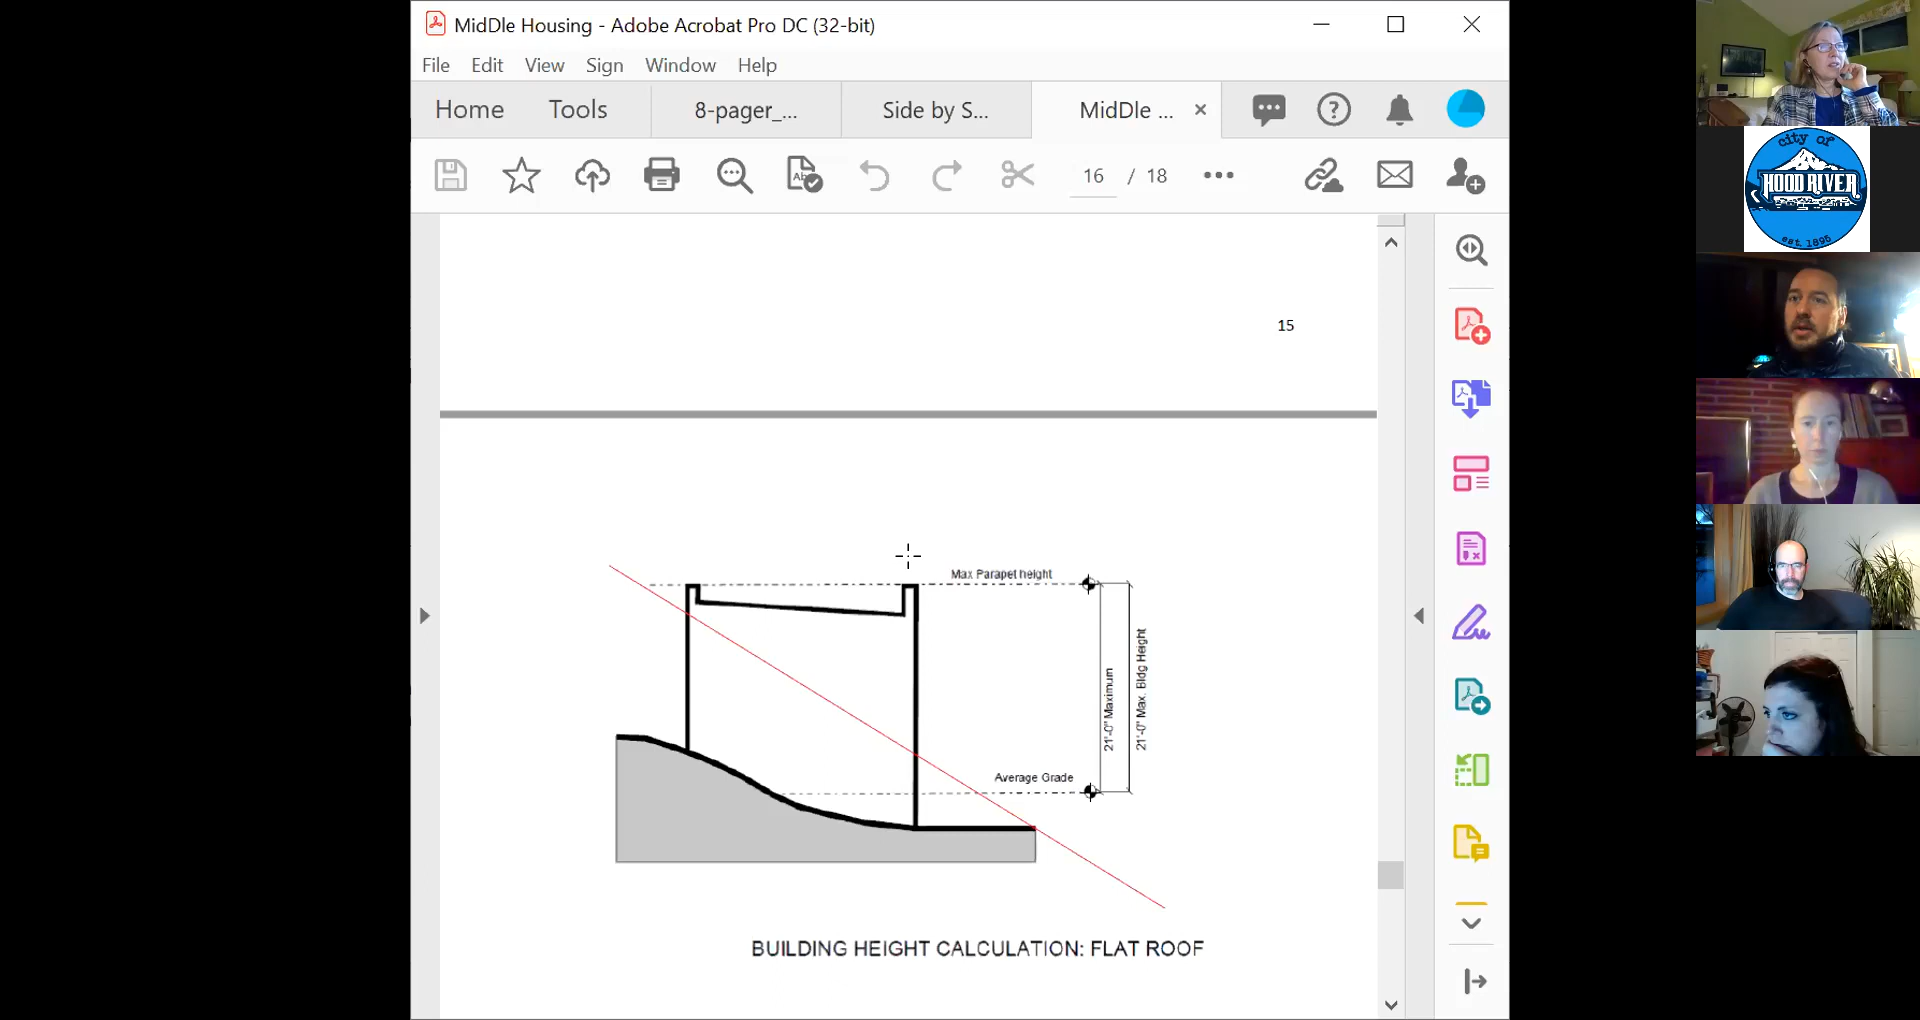 MidDle Housing - Adobe Acrobat Pro DC (32-bit)
File Edit View Sign Window Help
Home Tools 8-pager_... Side by S... MidDle ...
16 / 18
15
Max Parapet height
21'-0" Maximum
21'-0" Max. Bldg Height
Average Grade
BUILDING HEIGHT CALCULATION: FLAT ROOF
city of
HOOD RIVER
est. 1895